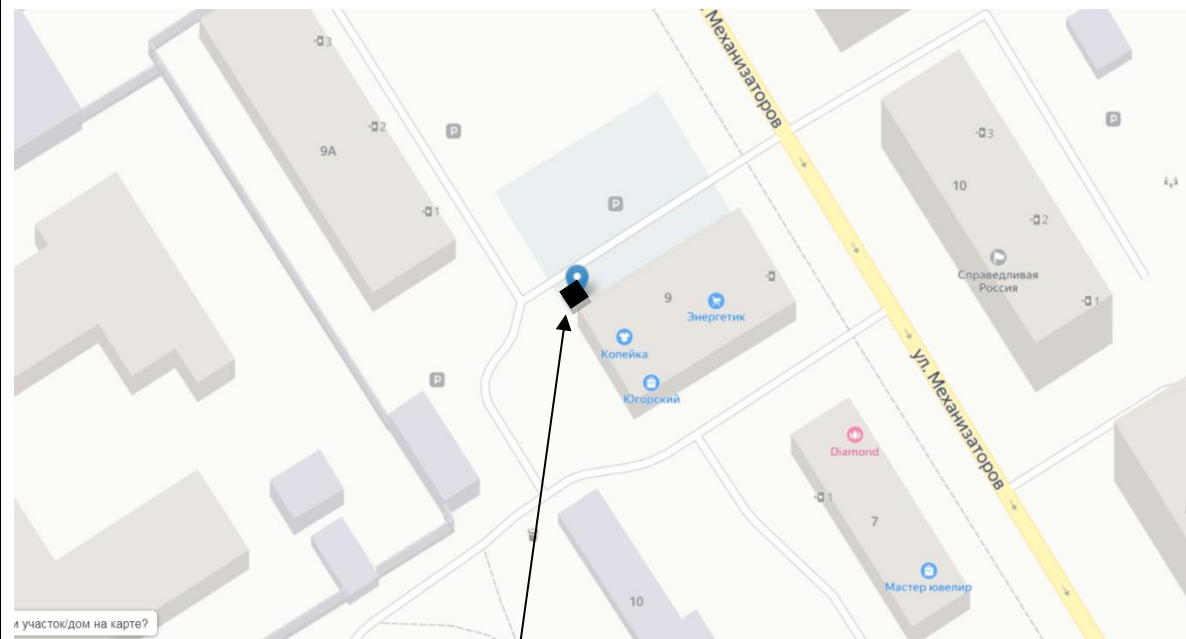 ул. Механизаторов
3
2
9А
1
P
P
P
9
Энергетик
Копейка
Югорский
3
10
2
Справедливая
Россия
1
P
ул. Механизаторов
Diamond
1
7
Мастер ювелир
10
и участок/дом на карте?